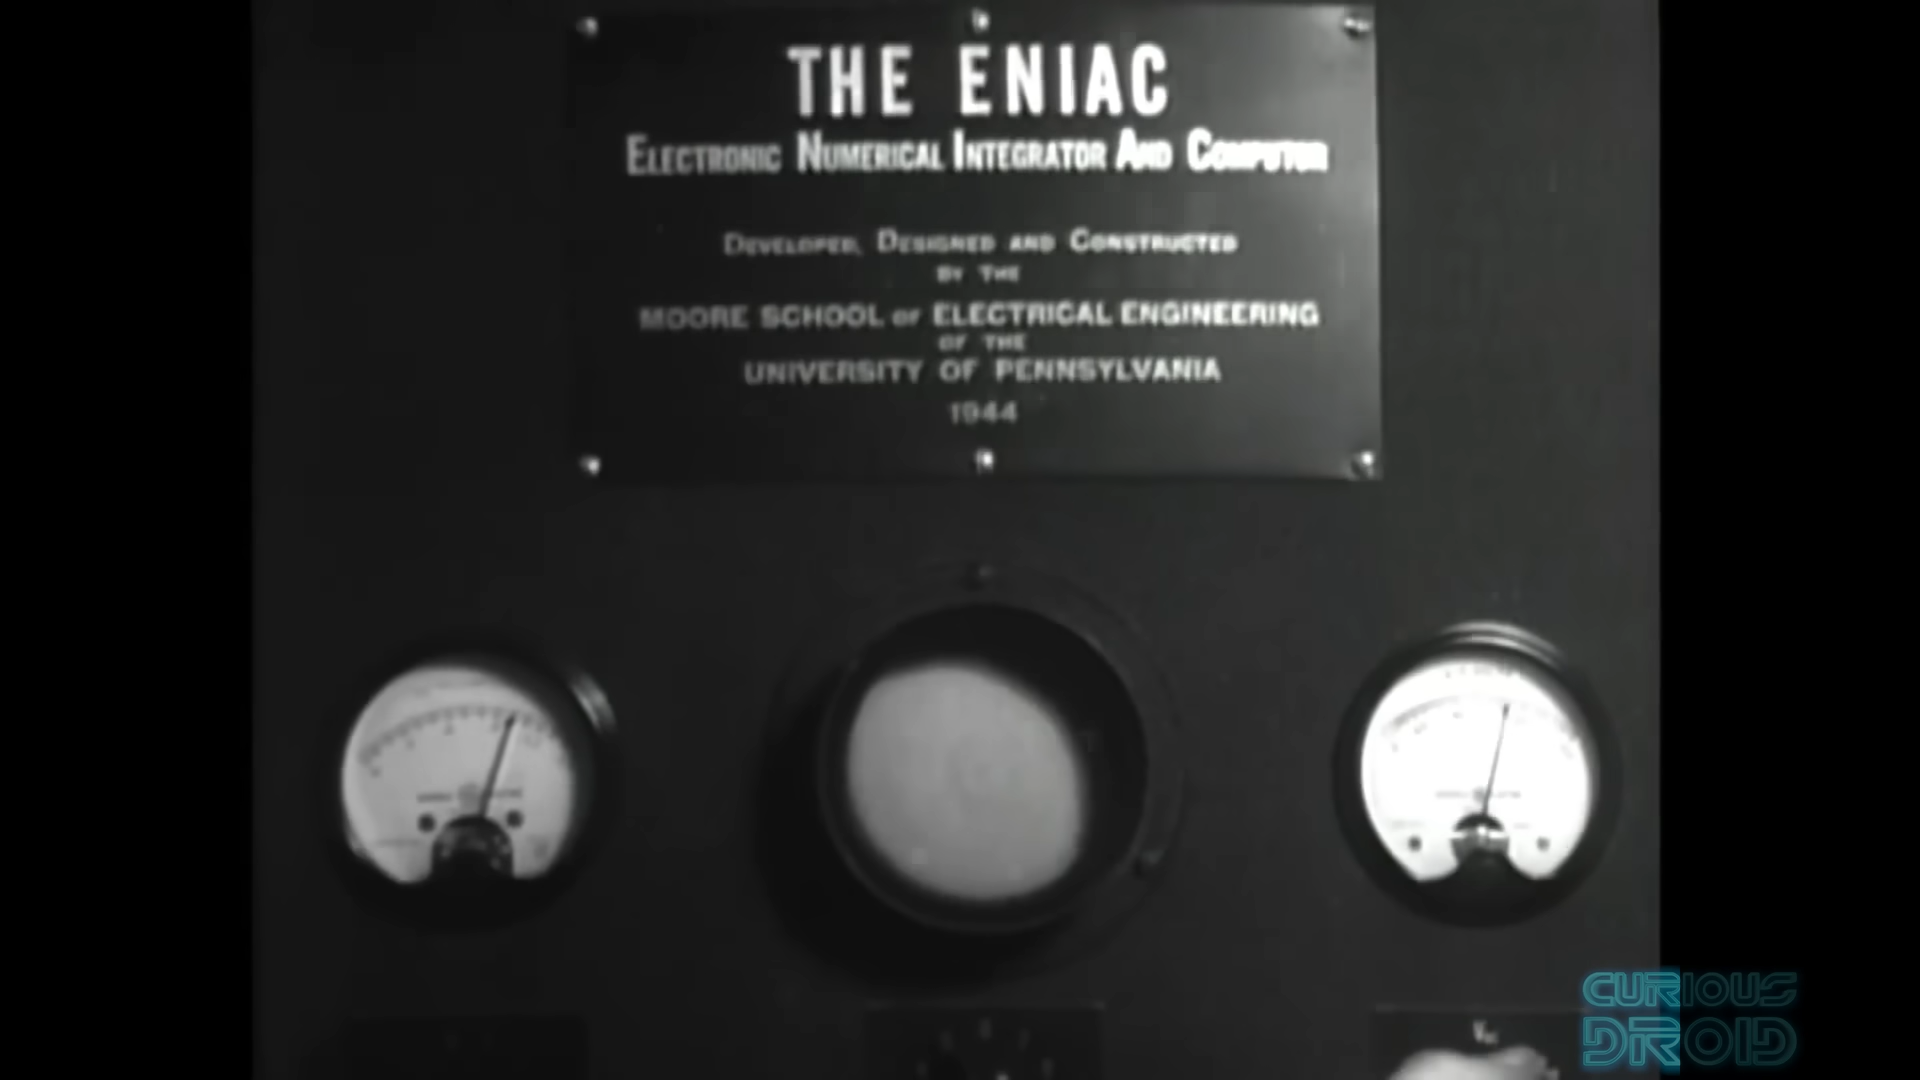 THE ENIAC
ELECTRONIC NUMERICAL INTEGRATOR AND COMPUTOR
DEVELOPED, DESIGNED AND CONSTRUCTED
BY THE
MOORE SCHOOL OF ELECTRICAL ENGINEERING
OF THE
UNIVERSITY OF PENNSYLVANIA
1944
CURIOUS
DROID